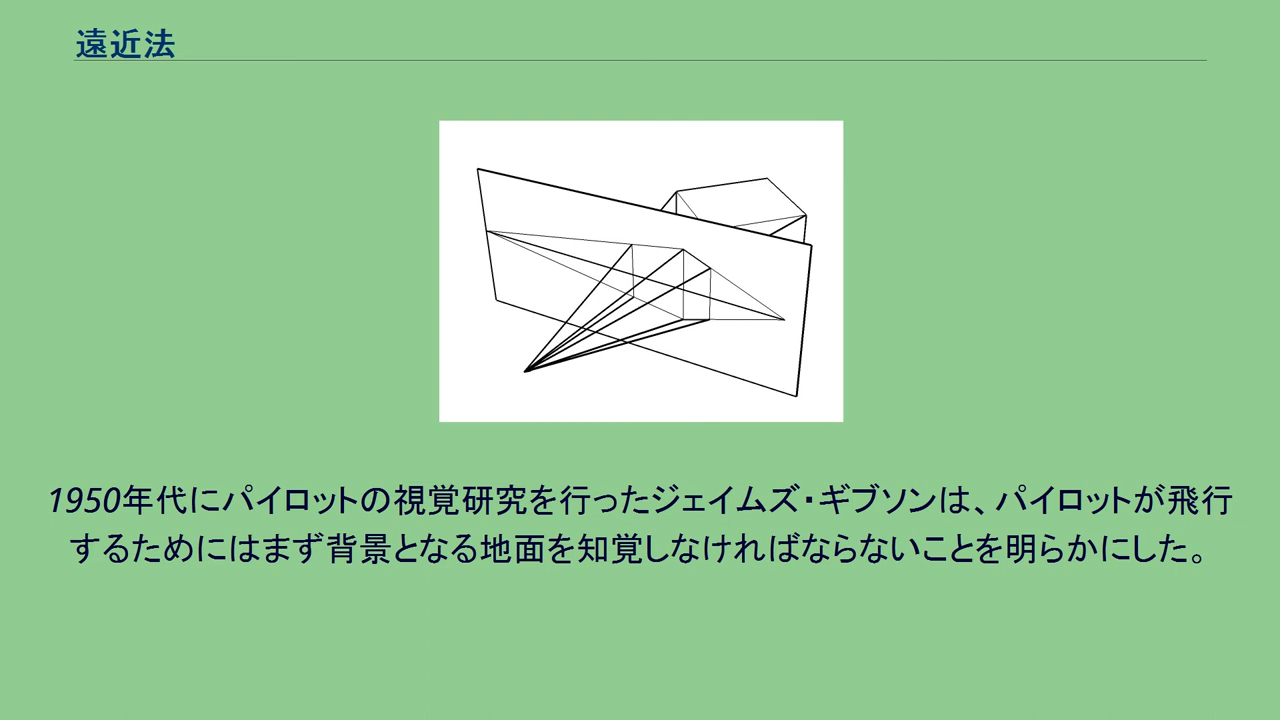 遠近法
1950年代にパイロットの視覚研究を行ったジェイムズ・ギブソンは、パイロットが飛行
するためにはまず背景となる地面を知覚しなければならないことを明らかにした。